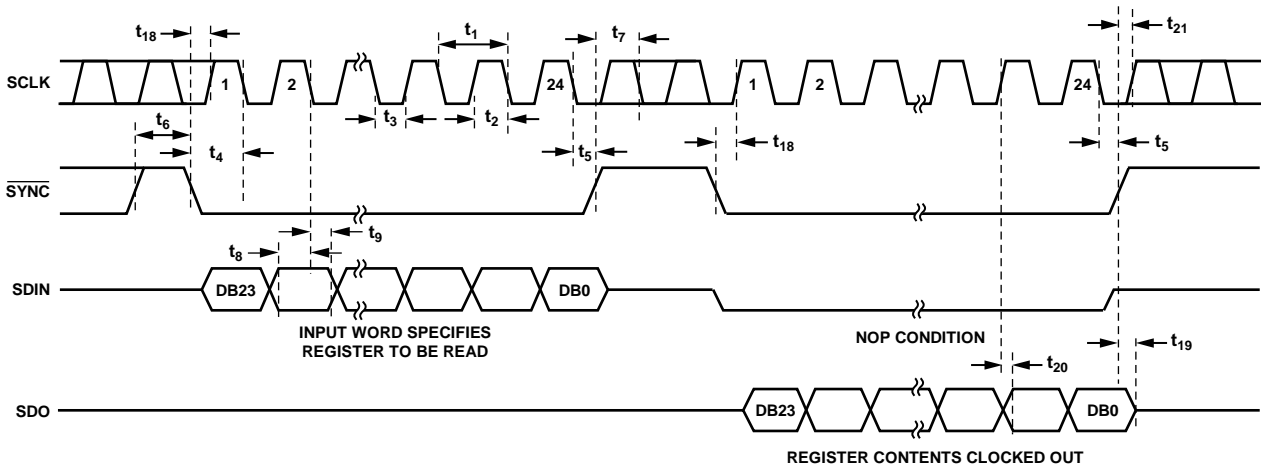 t18 t1 t7 t21
SCLK 1 2 24 1 2 24
t6 t4 t3 t2 t5 t18 t5
SYNC
t8 t9
SDIN DB23 DB0
INPUT WORD SPECIFIES
REGISTER TO BE READ
NOP CONDITION
t20 t19
SDO DB23 DB0
REGISTER CONTENTS CLOCKED OUT